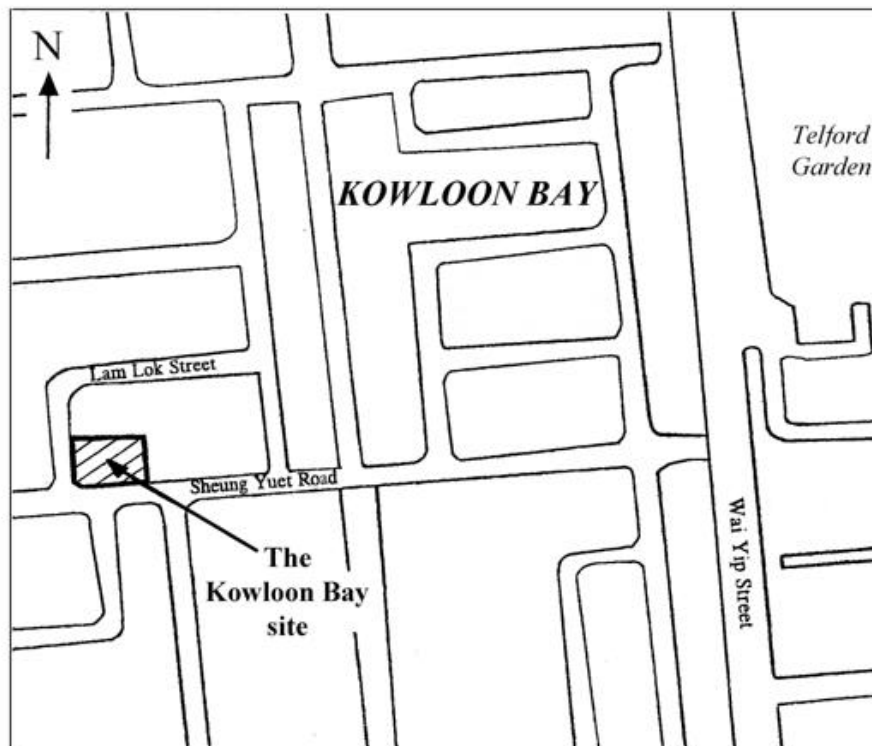 N
Telford
Garden
KOWLOON BAY
Lam Lok Street
Sheung Yuet Road
The
Kowloon Bay
site
Wai Yip Street